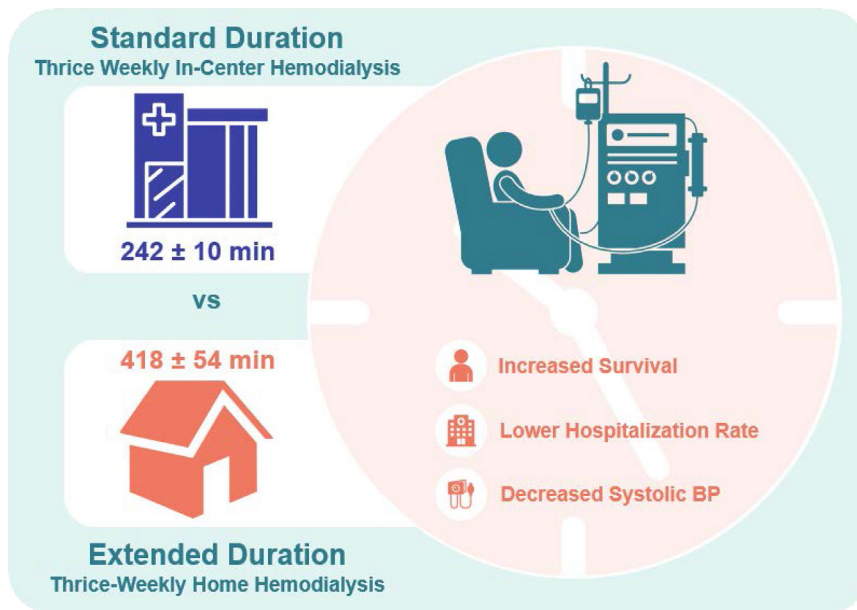 Standard Duration
Thrice Weekly In-Center Hemodialysis
242 ± 10 min
vs
418 ± 54 min
Extended Duration
Thrice-Weekly Home Hemodialysis
Increased Survival
Lower Hospitalization Rate
Decreased Systolic BP